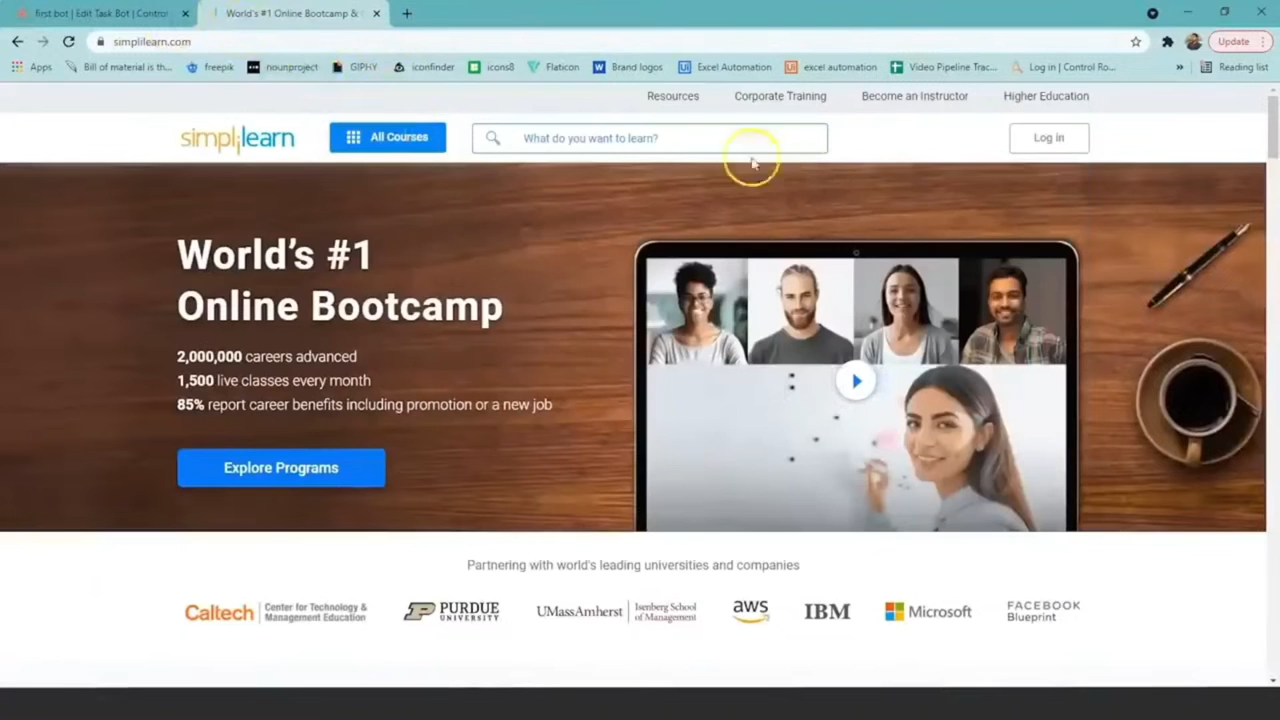 first bot | Edit Task Bot | Control
World's #1 Online Bootcamp &
simplilearn.com
Update
Apps
Bill of material is th...
freepik
nounproject
GIPHY
iconfinder
icons8
Flaticon
Brand logos
Excel Automation
excel automation
Video Pipeline Trac...
Log in | Control Ro...
»
Reading list
Resources
Corporate Training
Become an Instructor
Higher Education
simplilearn
All Courses
What do you want to learn?
Log in
World's #1
Online Bootcamp
2,000,000 careers advanced
1,500 live classes every month
85% report career benefits including promotion or a new job
Explore Programs
Partnering with world's leading universities and companies
Caltech
Center for Technology &
Management Education
PURDUE
UNIVERSITY
UMassAmherst
Isenberg School
of Management
aws
IBM
Microsoft
FACEBOOK
Blueprint